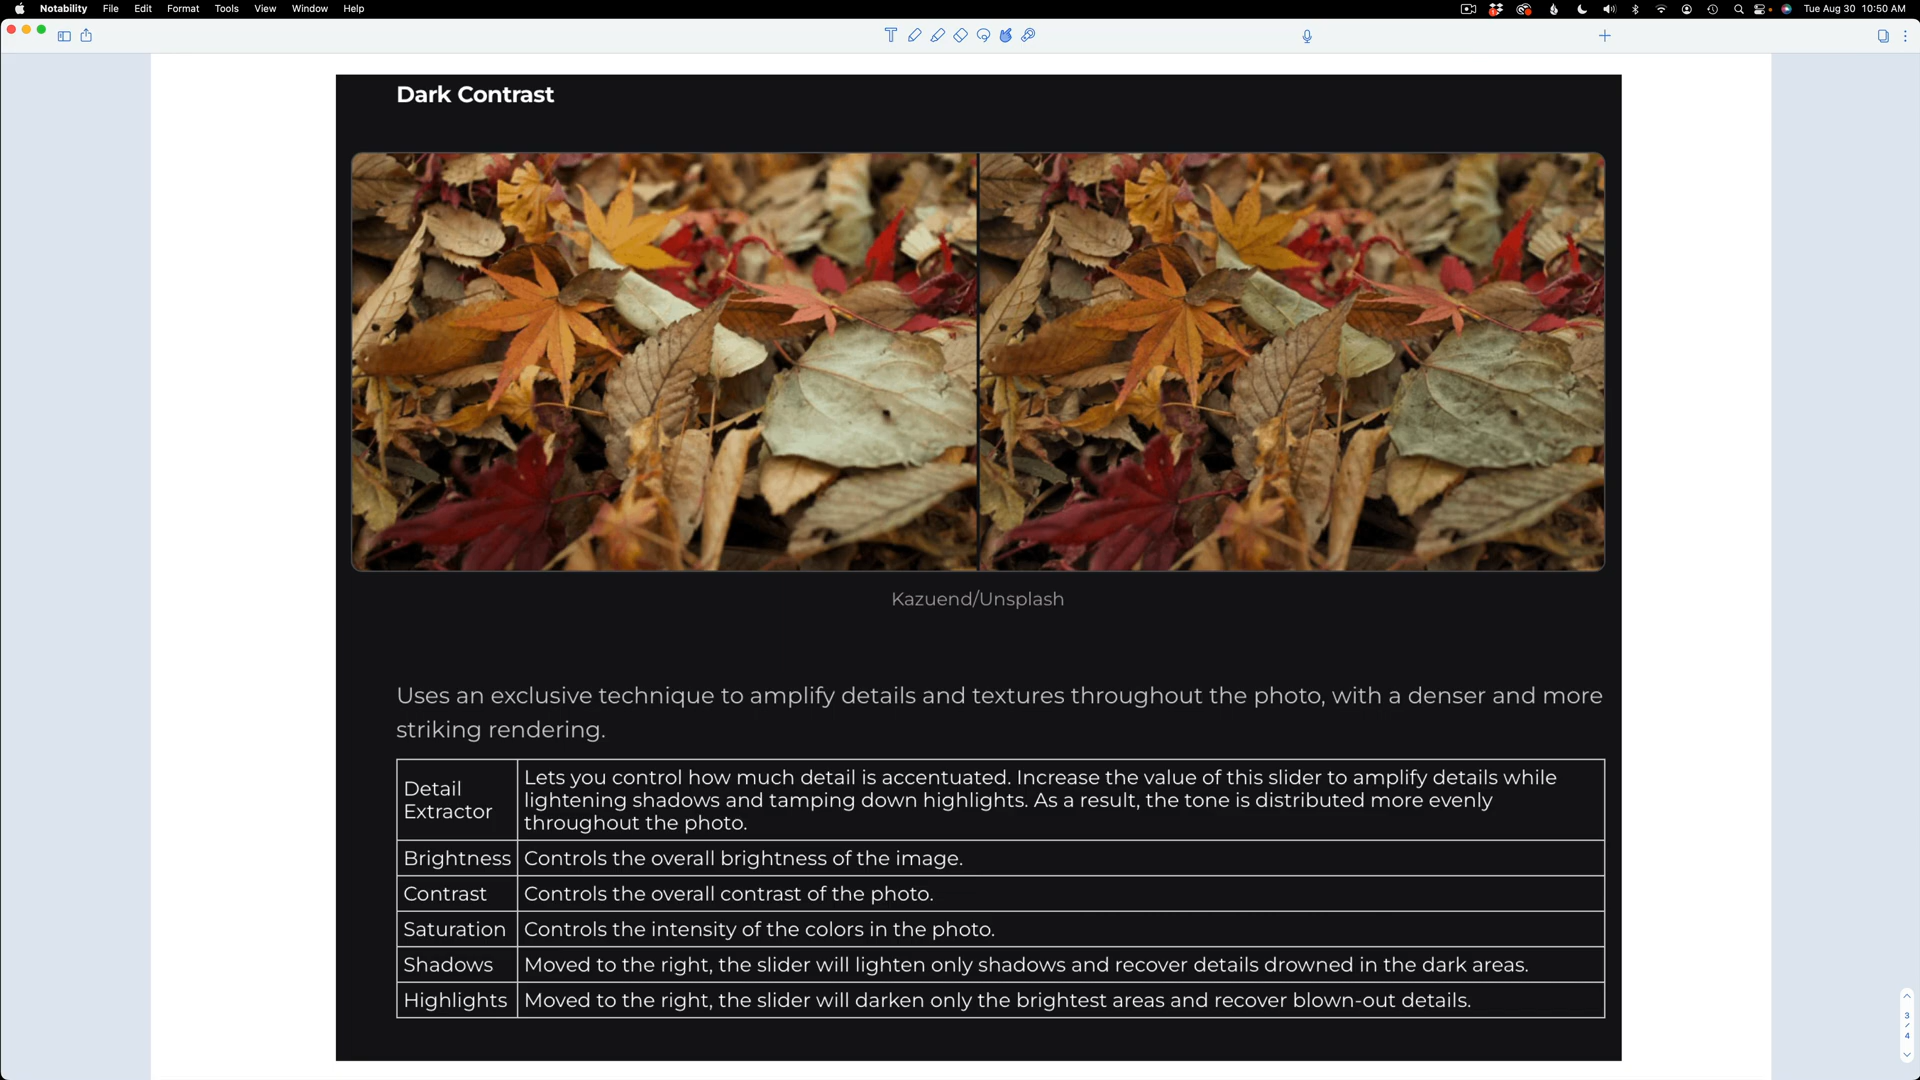 Notability File Edit Format Tools View Window Help Tue Aug 30 10:50 AM
Dark Contrast
Kazuend/Unsplash
Uses an exclusive technique to amplify details and textures throughout the photo, with a denser and more
striking rendering.
Detail
Extractor
Lets you control how much detail is accentuated. Increase the value of this slider to amplify details while
lightening shadows and tamping down highlights. As a result, the tone is distributed more evenly
throughout the photo.
Brightness Controls the overall brightness of the image.
Contrast Controls the overall contrast of the photo.
Saturation Controls the intensity of the colors in the photo.
Shadows Moved to the right, the slider will lighten only shadows and recover details drowned in the dark areas.
Highlights Moved to the right, the slider will darken only the brightest areas and recover blown-out details.
3
/
4